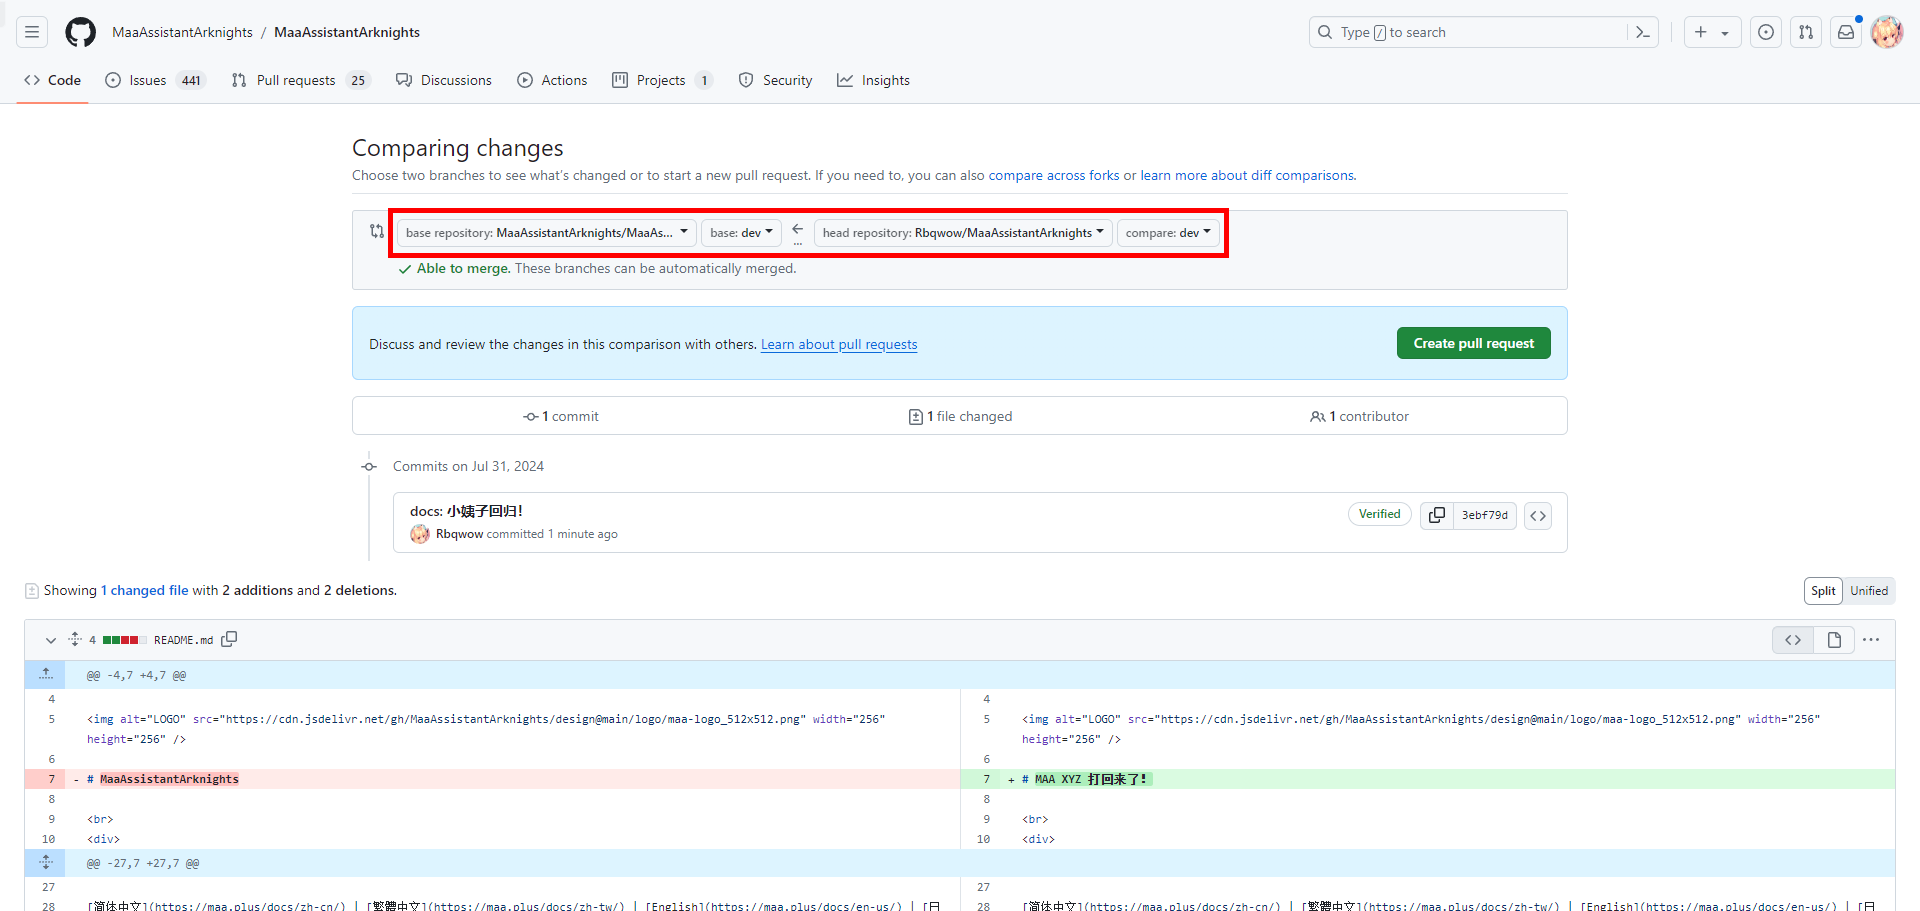 MaaAssistantArknights / MaaAssistantArknights
Type / to search
Code Issues 441 Pull requests 25 Discussions Actions Projects 1 Security Insights
Comparing changes
Choose two branches to see what's changed or to start a new pull request. If you need to, you can also compare across forks or learn more about diff comparisons.
base repository: MaaAssistantArknights/MaaAs... base: dev ← ... head repository: Rbqwow/MaaAssistantArknights compare: dev
Able to merge. These branches can be automatically merged.
Discuss and review the changes in this comparison with others. Learn about pull requests Create pull request
1 commit 1 file changed 1 contributor
Commits on Jul 31, 2024
docs: 小姨子回归！
Verified 3ebf79d
Rbqwow committed 1 minute ago
Showing 1 changed file with 2 additions and 2 deletions. Split Unified
4 README.md
@@ -4,7 +4,7 @@
4 4
5 <img alt="LOGO" src="https://cdn.jsdelivr.net/gh/MaaAssistantArknights/design@main/logo/maa-logo_512x512.png" width="256" 5 <img alt="LOGO" src="https://cdn.jsdelivr.net/gh/MaaAssistantArknights/design@main/logo/maa-logo_512x512.png" width="256"
height="256" /> height="256" />
6 6
7 - # MaaAssistantArknights 7 + # MAA XYZ 打回来了！
8 8
9 <br> 9 <br>
10 <div> 10 <div>
@@ -27,7 +27,7 @@
27 27
28 [简体中文](https://maa.plus/docs/zh-cn/) | [繁體中文](https://maa.plus/docs/zh-tw/) | [English](https://maa.plus/docs/en-us/) | [日 28 [简体中文](https://maa.plus/docs/zh-cn/) | [繁體中文](https://maa.plus/docs/zh-tw/) | [English](https://maa.plus/docs/en-us/) | [日